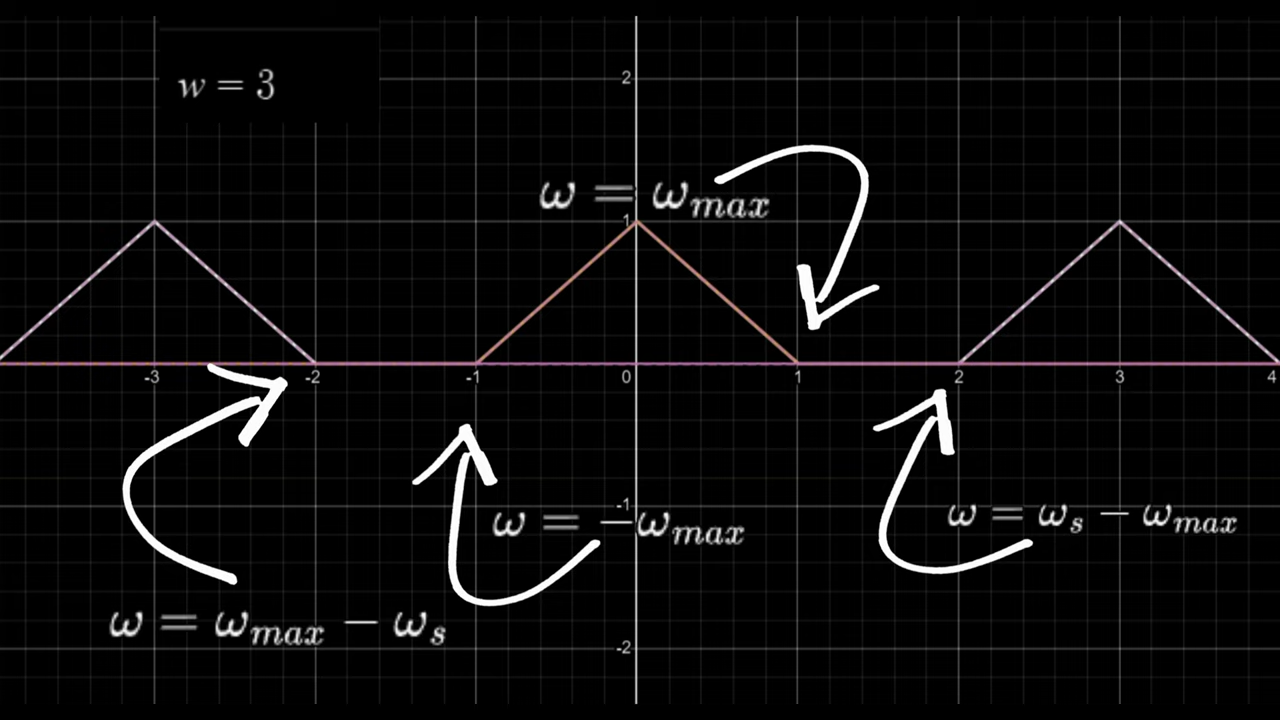 w = 3
2
ω = ω_max
1
-3 -2 -1 0 1 2 3 4
-1
ω = −ω_max
ω = ω_s − ω_max
ω = ω_max − ω_s
-2